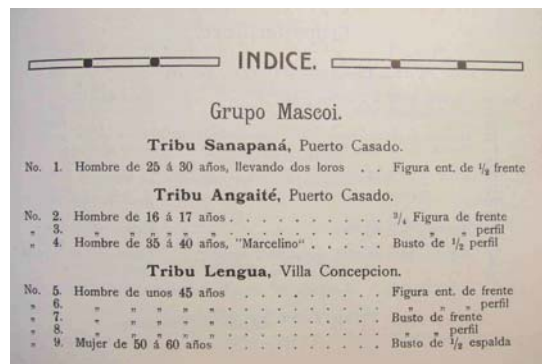 INDICE.
Grupo Mascoi.
Tribu Sanapaná, Puerto Casado.
No. 1. Hombre de 25 á 30 años, llevando dos loros . . Figura ent. de 1/2 frente
Tribu Angaité, Puerto Casado.
No. 2. Hombre de 16 á 17 años . . . . . . . . . 3/4 Figura de frente
„ 3. „ „ „ „ „ „ . . . . . . . . . „ „ „ perfil
„ 4. Hombre de 35 á 40 años, "Marcelino" . . . . . Busto de 1/2 perfil
Tribu Lengua, Villa Concepcion.
No. 5. Hombre de unos 45 años . . . . . . . . . Figura ent. de frente
„ 6. „ „ „ „ „ . . . . . . . . . „ „ „ perfil
„ 7. „ „ „ „ „ . . . . . . . . . Busto de frente
„ 8. „ „ „ „ „ . . . . . . . . . „ „ perfil
„ 9. Mujer de 50 á 60 años . . . . . . . . . Busto de 1/2 espalda